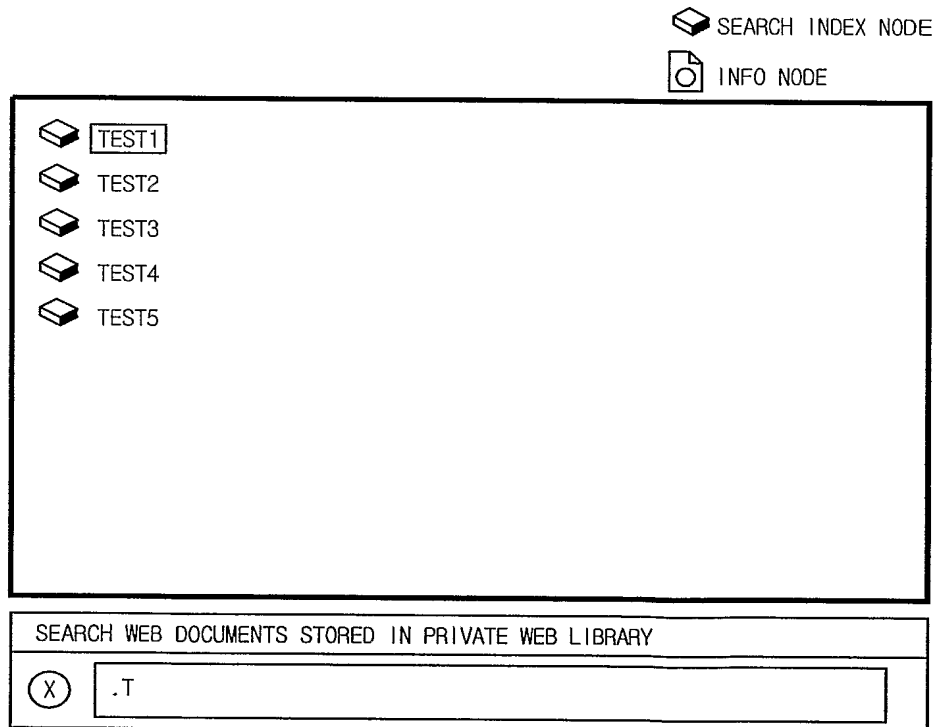 SEARCH INDEX NODE
INFO NODE
TEST1
TEST2
TEST3
TEST4
TEST5
SEARCH WEB DOCUMENTS STORED IN PRIVATE WEB LIBRARY
X .T